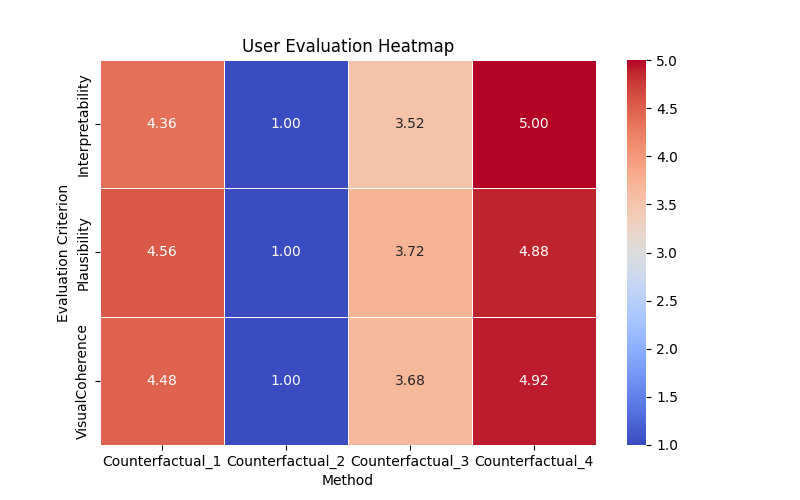 User Evaluation Heatmap
Evaluation Criterion
Interpretability
4.36 1.00 3.52 5.00
Plausibility
4.56 1.00 3.72 4.88
VisualCoherence
4.48 1.00 3.68 4.92
Counterfactual_1 Counterfactual_2 Counterfactual_3 Counterfactual_4
Method
5.0
4.5
4.0
3.5
3.0
2.5
2.0
1.5
1.0